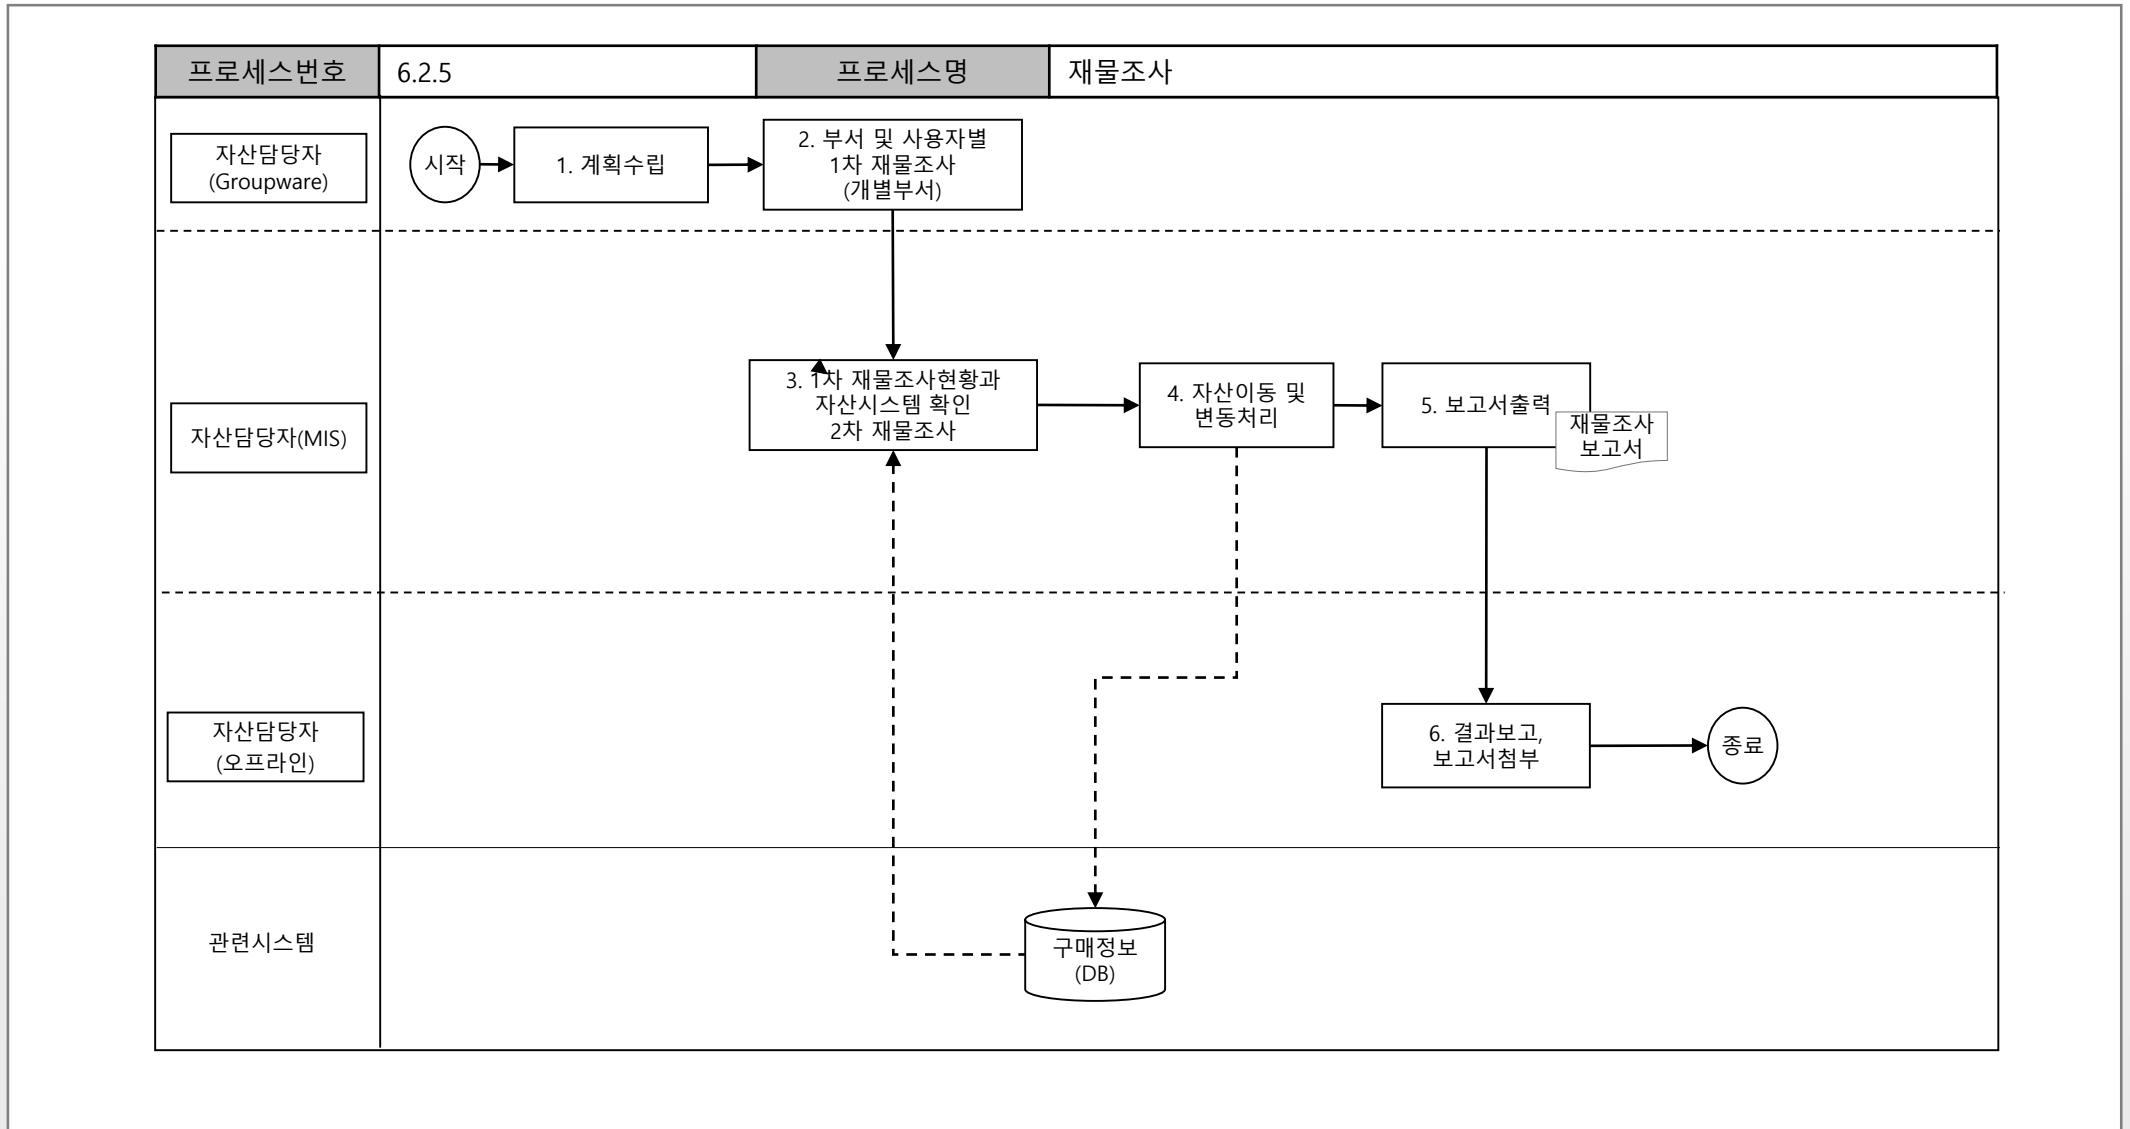 프로세스번호
6.2.5
프로세스명
재물조사
자산담당자
(Groupware)
시작
1. 계획수립
2. 부서 및 사용자별
1차 재물조사
(개별부서)
자산담당자(MIS)
3. 1차 재물조사현황과
자산시스템 확인
2차 재물조사
4. 자산이동 및
변동처리
5. 보고서출력
재물조사
보고서
자산담당자
(오프라인)
6. 결과보고,
보고서첨부
종료
관련시스템
구매정보
(DB)